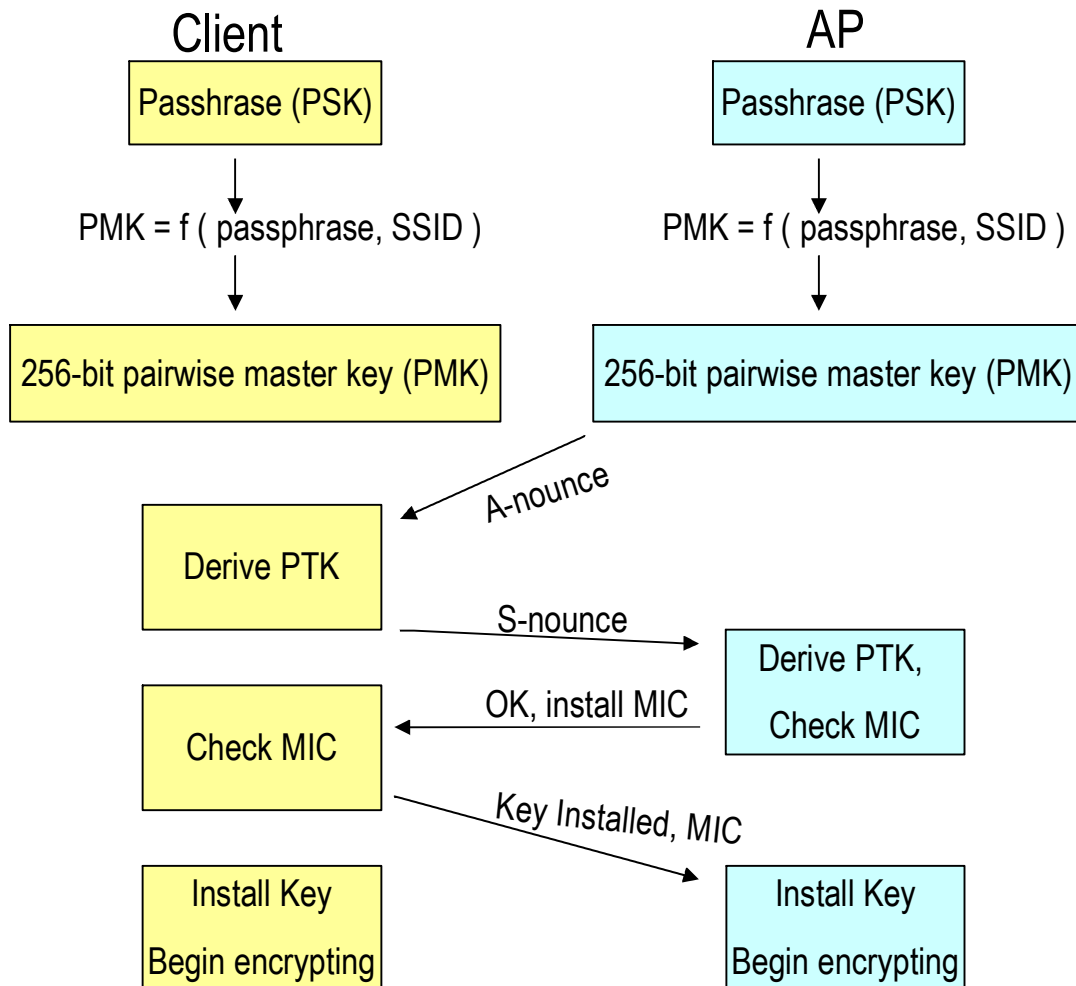 Client
AP
Passhrase (PSK)
Passhrase (PSK)
PMK = f ( passphrase, SSID )
PMK = f ( passphrase, SSID )
256-bit pairwise master key (PMK)
256-bit pairwise master key (PMK)
A-nounce
Derive PTK
S-nounce
Derive PTK,
Check MIC
OK, install MIC
Check MIC
Key Installed, MIC
Install Key
Begin encrypting
Install Key
Begin encrypting